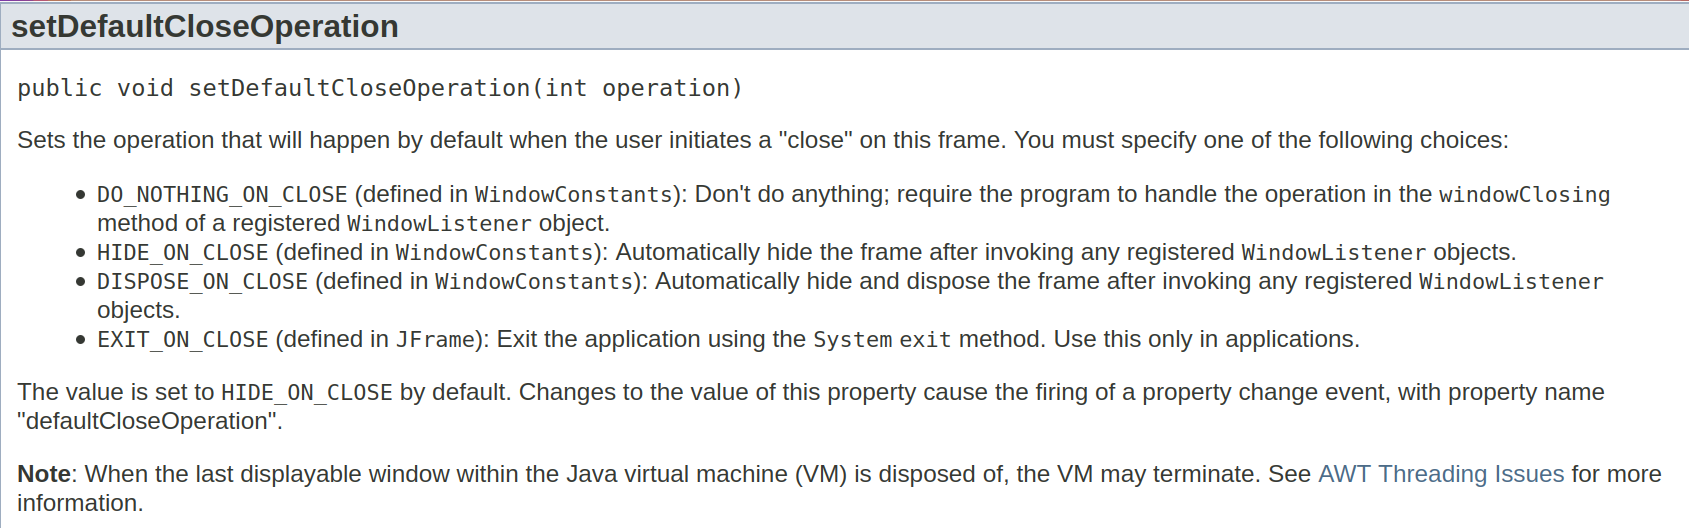 setDefaultCloseOperation
public void setDefaultCloseOperation(int operation)
Sets the operation that will happen by default when the user initiates a "close" on this frame. You must specify one of the following choices:
• DO_NOTHING_ON_CLOSE (defined in WindowConstants): Don't do anything; require the program to handle the operation in the windowClosing
method of a registered WindowListener object.
• HIDE_ON_CLOSE (defined in WindowConstants): Automatically hide the frame after invoking any registered WindowListener objects.
• DISPOSE_ON_CLOSE (defined in WindowConstants): Automatically hide and dispose the frame after invoking any registered WindowListener
objects.
• EXIT_ON_CLOSE (defined in JFrame): Exit the application using the System exit method. Use this only in applications.
The value is set to HIDE_ON_CLOSE by default. Changes to the value of this property cause the firing of a property change event, with property name
"defaultCloseOperation".
Note: When the last displayable window within the Java virtual machine (VM) is disposed of, the VM may terminate. See AWT Threading Issues for more
information.